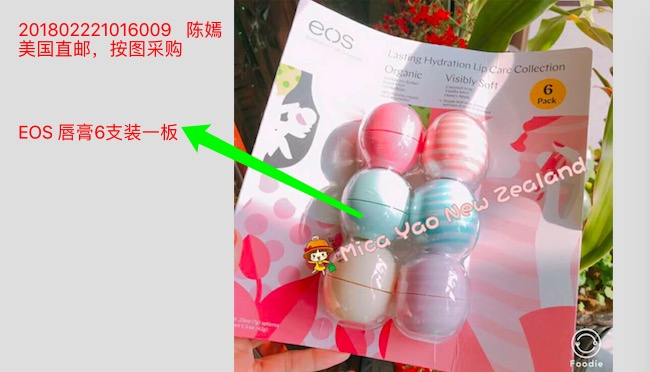 201802221016009 陈嫣
美国直邮，按图采购
EOS 唇膏6支装一板
eos
Lasting Hydration Lip Care Collection
Organic
Visibly Soft
6
Pack
Mica Yao New Zealand
Foodie